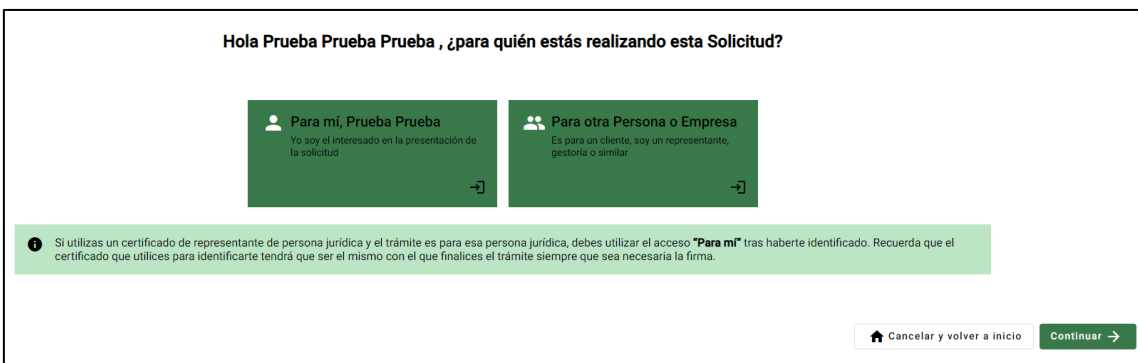 Hola Prueba Prueba Prueba , ¿para quién estás realizando esta Solicitud?
Para mí, Prueba Prueba
Yo soy el interesado en la presentación de
la solicitud
Para otra Persona o Empresa
Es para un cliente, soy un representante,
gestoría o similar
Si utilizas un certificado de representante de persona jurídica y el trámite es para esa persona jurídica, debes utilizar el acceso "Para mí" tras haberte identificado. Recuerda que el
certificado que utilices para identificarte tendrá que ser el mismo con el que finalices el trámite siempre que sea necesaria la firma.
Cancelar y volver a inicio
Continuar